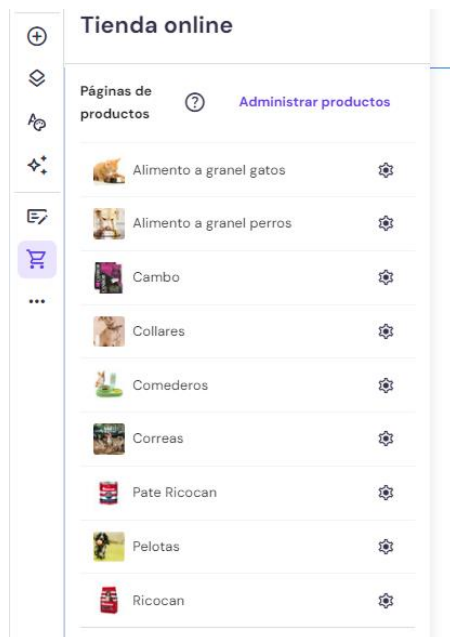 Tienda online
Páginas de
productos
Administrar productos
Alimento a granel gatos
Alimento a granel perros
Cambo
Collares
Comederos
Correas
Pate Ricocan
Pelotas
Ricocan